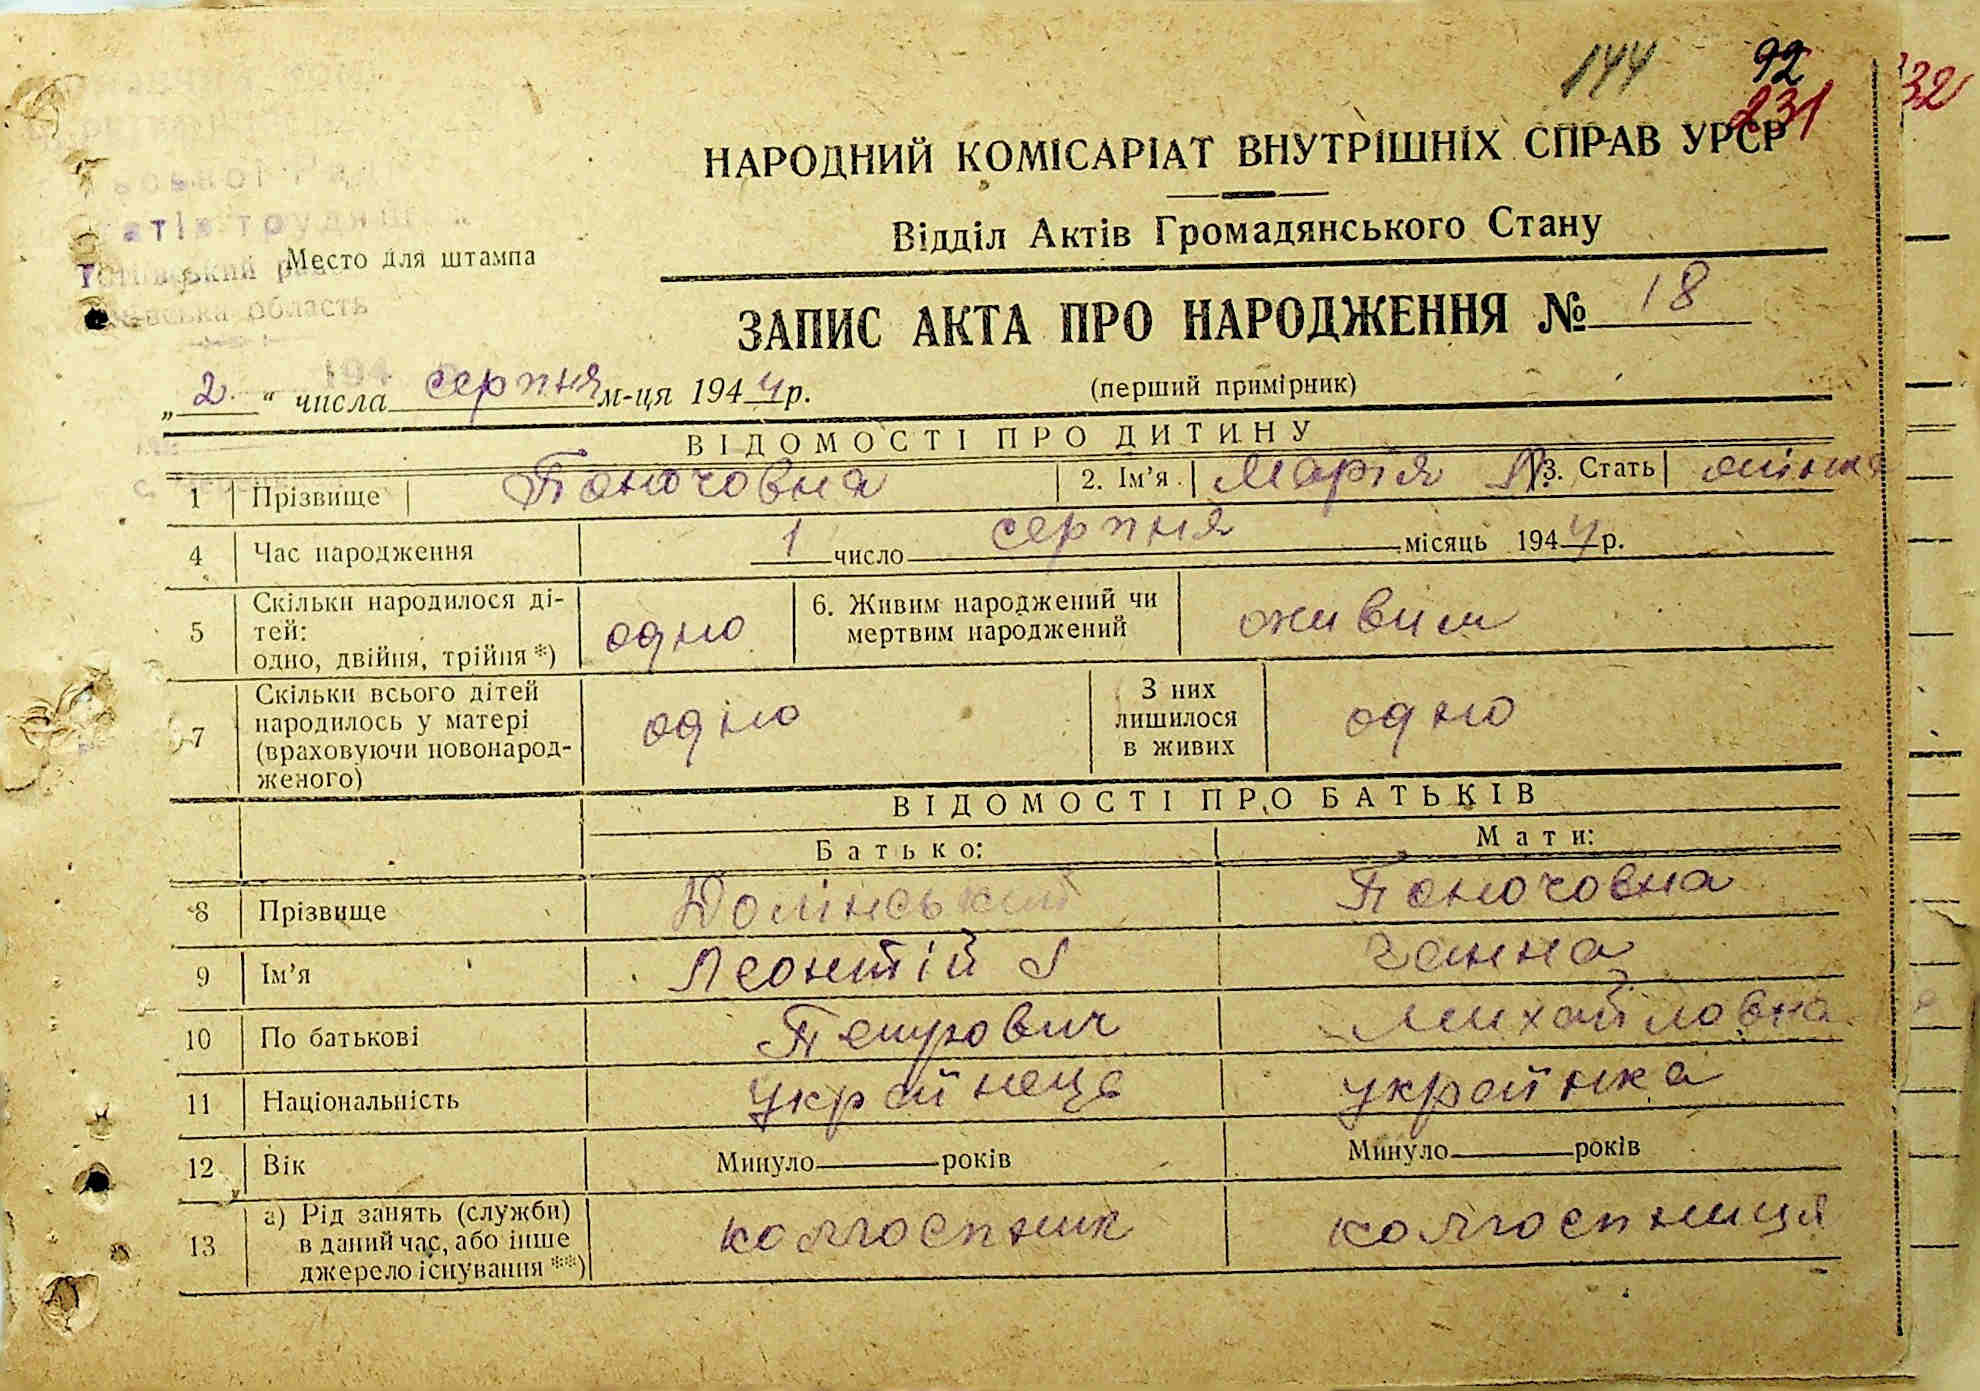 144 92
231
32
НАРОДНИЙ КОМІСАРІАТ ВНУТРІШНІХ СПРАВ УРСР
Відділ Актів Громадянського Стану
Место для штампа
область
ЗАПИС АКТА ПРО НАРОДЖЕННЯ № 18
„2“ числа серпня м-ця 1944 р.
(перший примірник)
ВІДОМОСТІ ПРО ДИТИНУ
1 Прізвище Поночовна 2. Ім’я Марія Л. 3. Стать жіноча
4 Час народження 1 число серпня місяць 1944 р.
5 Скільки народилося ді-
тей:
одно, двійня, трійня *) одно 6. Живим народжений чи
мертвим народжений живим
7 Скільки всього дітей
народилось у матері
(враховуючи новонарод-
женого) одно З них
лишилося
в живих одно
ВІДОМОСТІ ПРО БАТЬКІВ
Батько: Мати:
8 Прізвище Долінський Поночовна
9 Ім’я Леонтій Ганна
10 По батькові Петрович Михайловна
11 Національність українець українка
12 Вік Минуло років Минуло років
13 а) Рід занять (служби)
в даний час, або інше
джерело існування **) колгоспник колгоспниця